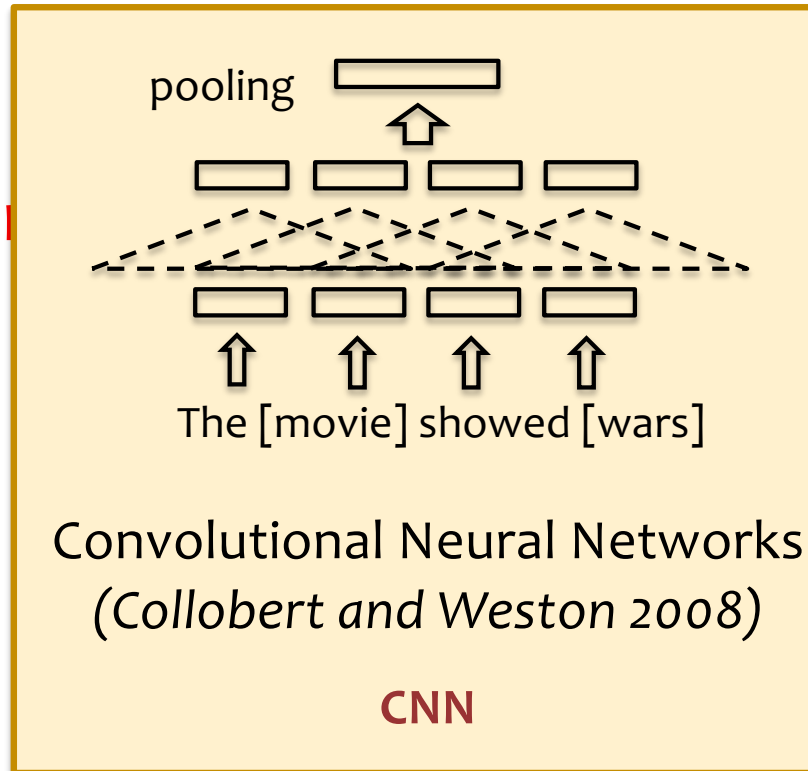 pooling
The [movie] showed [wars]
Convolutional Neural Networks
(Collobert and Weston 2008)
CNN